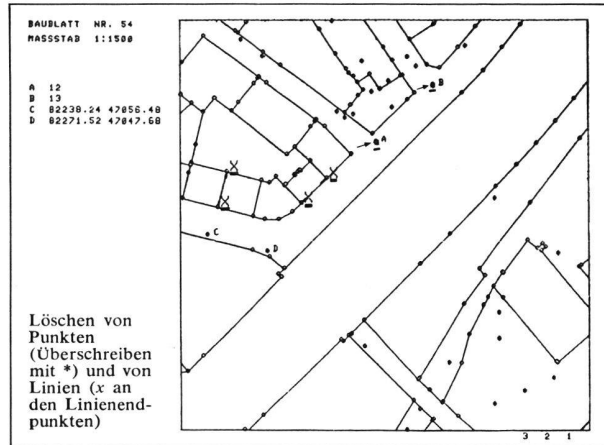 BAUBLATT NR. 54
MASSSTAB 1:1500
A 12
B 13
C 82238.24 47056.48
D 82271.52 47047.68
B
A
C
D
Löschen von
Punkten
(Überschreiben
mit *) und von
Linien (x an
den Linienend-
punkten)
3 2 1